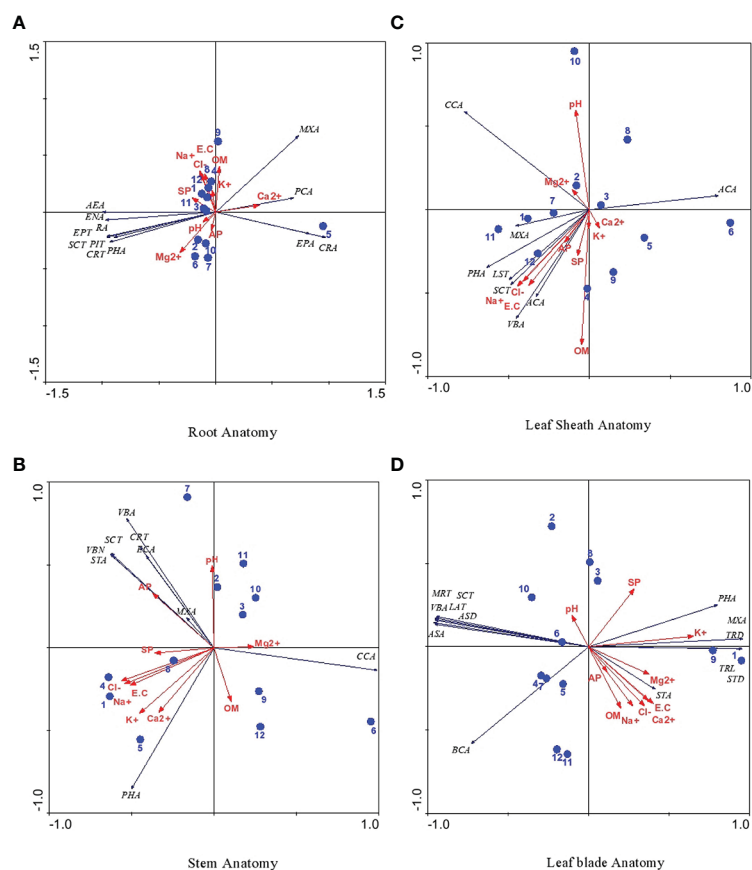 A
1.5
9
MXA
E.C
Na+
Cl-
OM
8
4
12
1
K+
SP
PCA
Ca2+
11
AEA
3
ENA
RA
pH
AP
5
EPT
SCT
PIT
PHA
CRT
EPA
CRA
2
0
Mg2+
6
7
-1.5
-1.5
1.5
Root Anatomy
C
1.0
10
CCA
pH
8
2
Mg2+
ACA
3
7
1
Ca2+
6
11
MXA
K+
5
AP
12
SP
PHA
LST
9
SCT
Cl-
4
Na+
E.C
ACA
VBA
OM
-1.0
-1.0
1.0
Leaf Sheath Anatomy
B
1.0
7
VBA
SCT
CRT
VBN
BCA
STA
pH
11
2
AP
10
MXA
3
Mg2+
SP
6
CCA
4
Cl-
E.C
1
Na+
9
K+
Ca2+
OM
5
12
6
PHA
-1.0
-1.0
1.0
Stem Anatomy
D
1.0
2
3
SP
MRT
SCT
10
PHA
VBA
LAT
pH
MXA
ASD
K+
TRD
ASA
6
9
1
AP
Mg2+
TRL
4
7
5
STA
STD
OM
Na+
Cl-
E.C
Ca2+
BCA
12
11
-1.0
-1.0
1.0
Leaf blade Anatomy